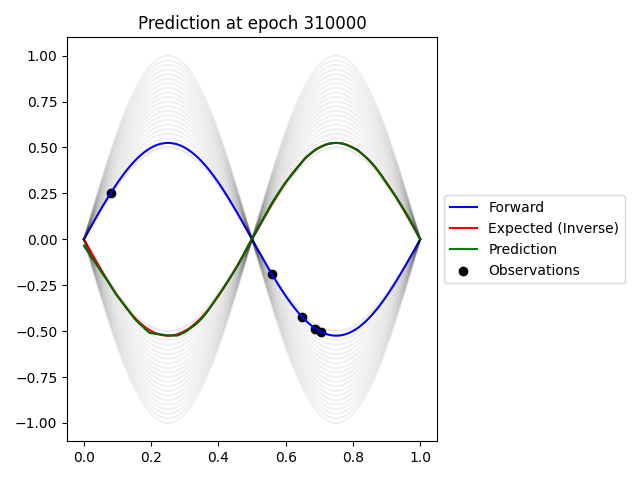 Prediction at epoch 310000
1.00
0.75
0.50
0.25
0.00
−0.25
−0.50
−0.75
−1.00
0.0 0.2 0.4 0.6 0.8 1.0
Forward
Expected (Inverse)
Prediction
Observations